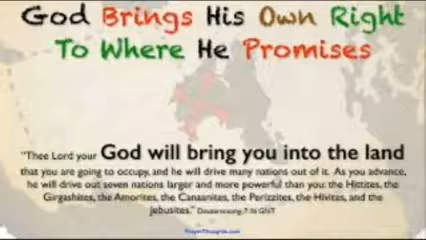 God Brings His Own Right
To Where He Promises
"Thee Lord your God will bring you into the land
that you are going to occupy, and he will drive many nations out of it. As you advance,
he will drive out seven nations larger and more powerful than you: the Hittites, the
Girgashites, the Amorites, the Canaanites, the Perizzites, the Hivites, and the
Jebusites." Deuteronomy 7:1 GNT